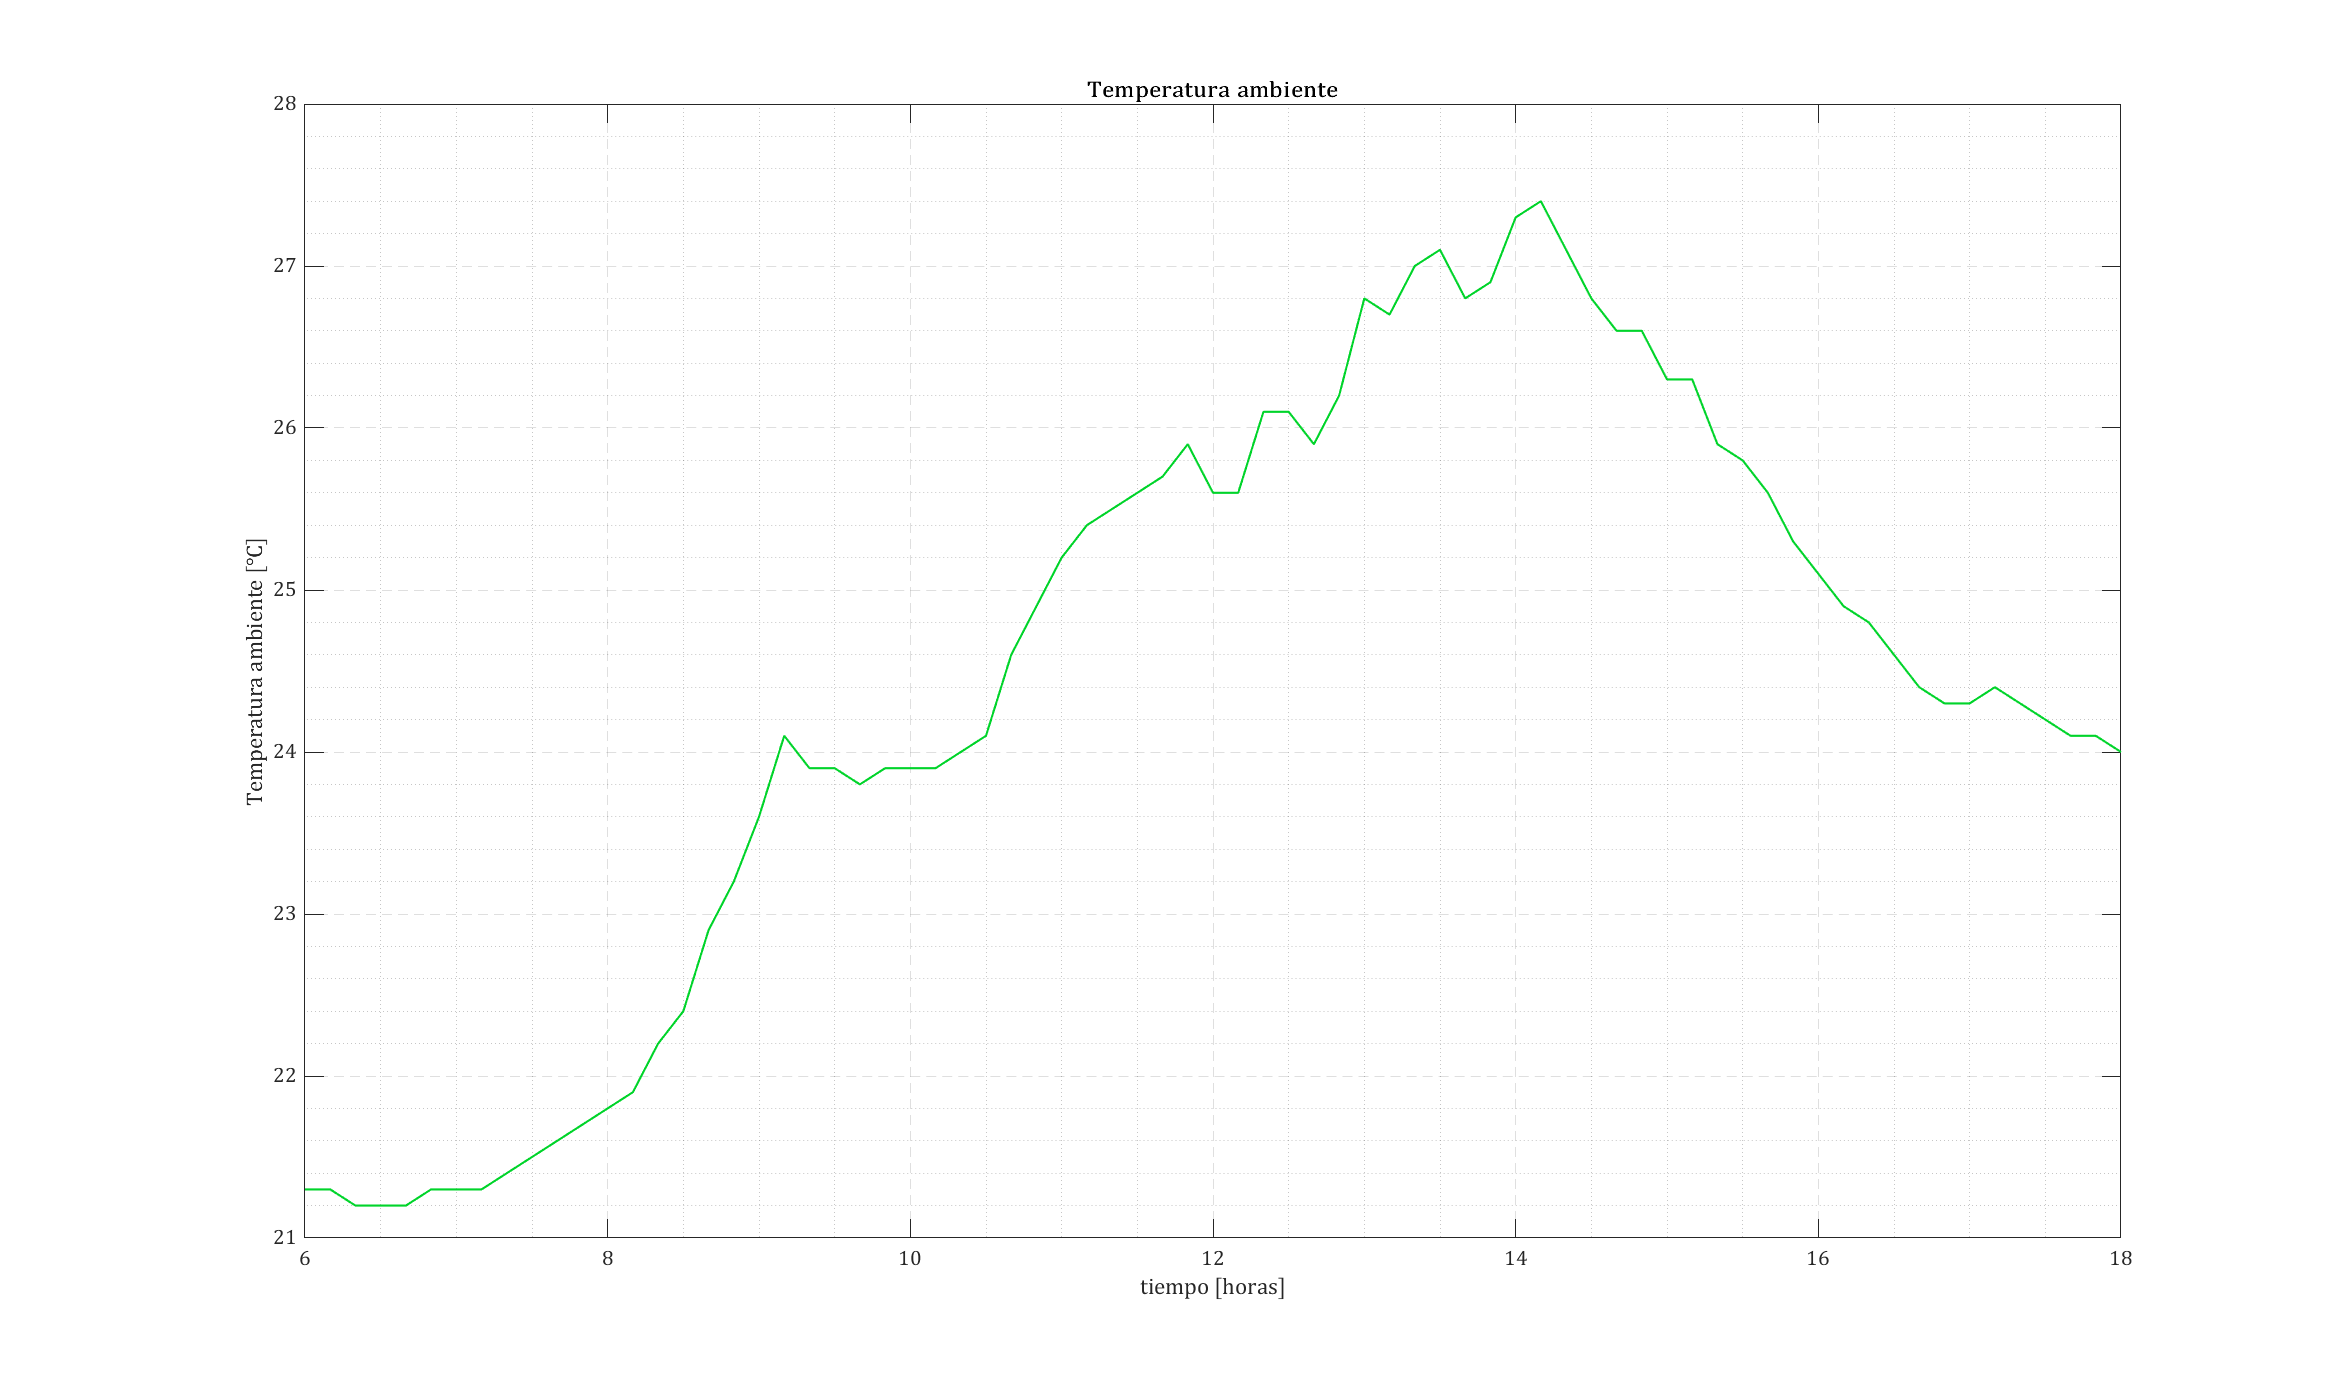 Temperatura ambiente
Temperatura ambiente [°C]
28
27
26
25
24
23
22
21
6 8 10 12 14 16 18
tiempo [horas]